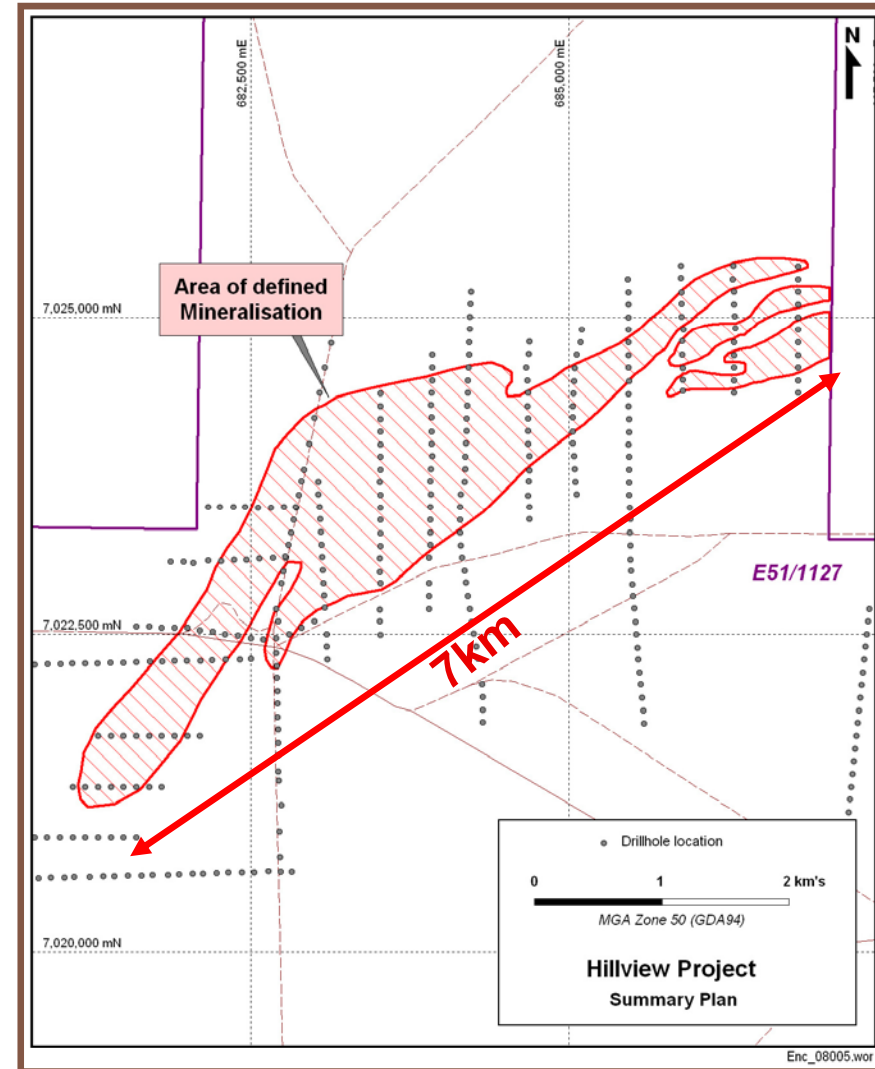 682,500 mE
685,000 mE
N
Area of defined
Mineralisation
7,025,000 mN
E51/1127
7,022,500 mN
7km
Drillhole location
0 1 2 km's
MGA Zone 50 (GDA94)
7,020,000 mN
Hillview Project
Summary Plan
Enc_08005.wor